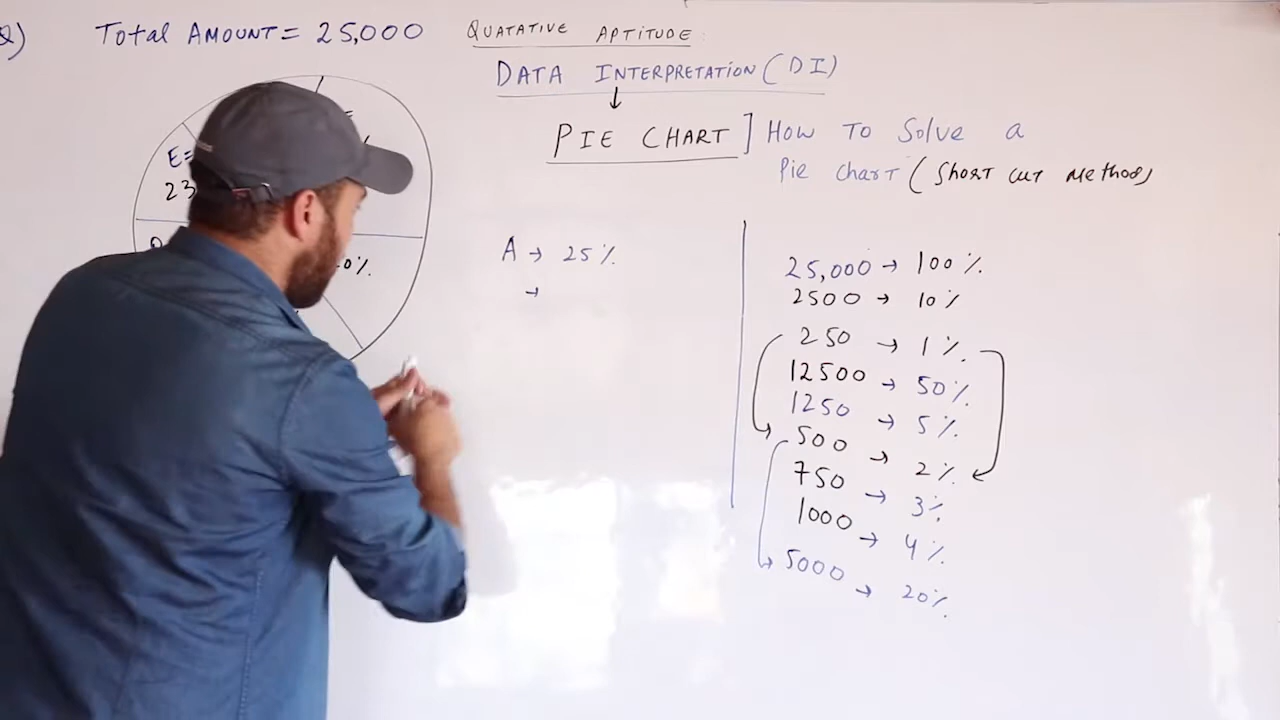 Q) Total AMOUNT = 25,000
QUATATIVE APTITUDE
DATA INTERPRETATION (DI)
↓
PIE CHART ] How To Solve a
Pie chart (Short cut methods)
E=
23
A → 25%
→
25,000 → 100%
2500 → 10%
250 → 1%
12500 → 50%
1250 → 5%
500 → 2%
750 → 3%
1000 → 4%
5000 → 20%